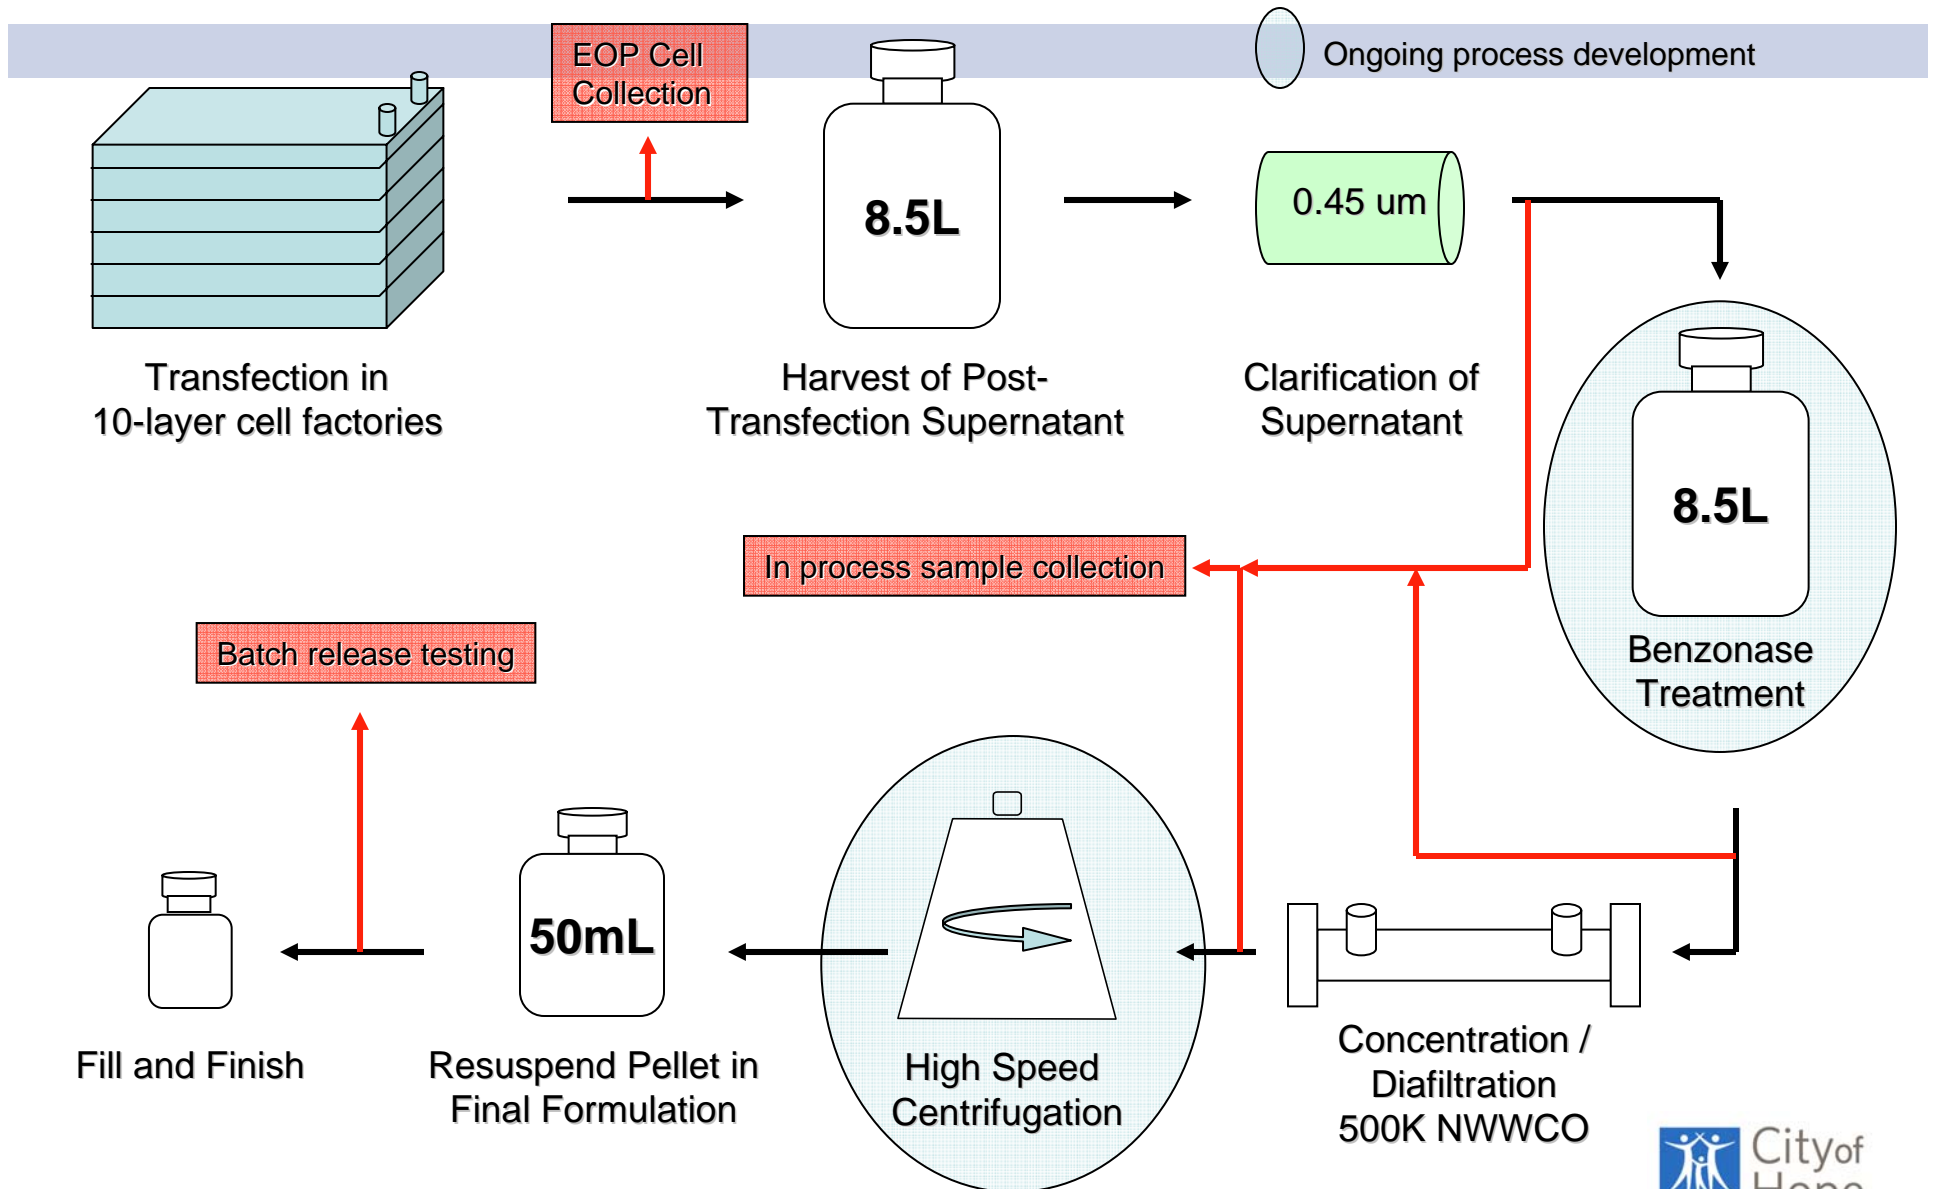 EOP Cell
Collection
Ongoing process development
8.5L
0.45 um
Transfection in
10-layer cell factories
Harvest of Post-
Transfection Supernatant
Clarification of
Supernatant
8.5L
Benzonase
Treatment
In process sample collection
Batch release testing
50mL
Fill and Finish
Resuspend Pellet in
Final Formulation
High Speed
Centrifugation
Concentration /
Diafiltration
500K NWWCO
City of
Hope